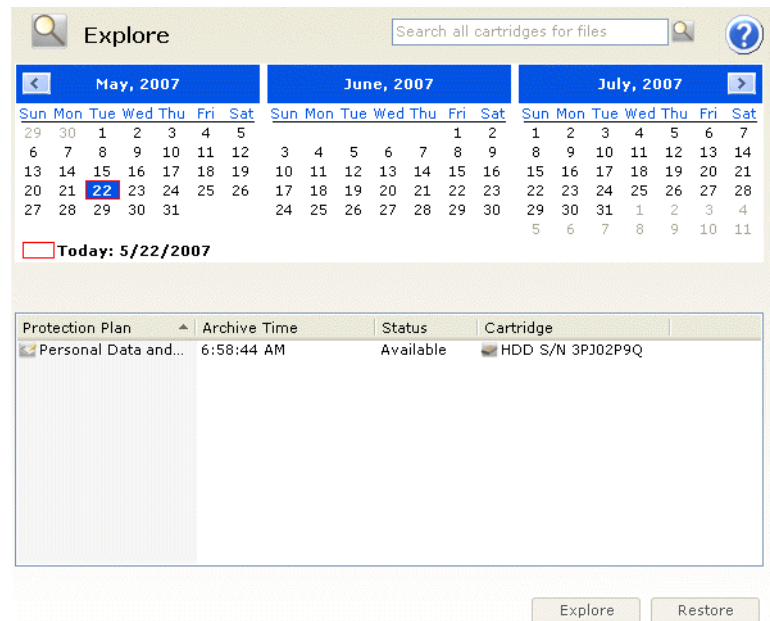 Explore
Search all cartridges for files
?
< May, 2007 June, 2007 July, 2007 >
Sun Mon Tue Wed Thu Fri Sat Sun Mon Tue Wed Thu Fri Sat Sun Mon Tue Wed Thu Fri Sat
29 30 1 2 3 4 5 1 2 1 2 3 4 5 6 7
6 7 8 9 10 11 12 3 4 5 6 7 8 9 8 9 10 11 12 13 14
13 14 15 16 17 18 19 10 11 12 13 14 15 16 15 16 17 18 19 20 21
20 21 22 23 24 25 26 17 18 19 20 21 22 23 22 23 24 25 26 27 28
27 28 29 30 31 24 25 26 27 28 29 30 29 30 31 1 2 3 4
5 6 7 8 9 10 11
Today: 5/22/2007
Protection Plan Archive Time Status Cartridge
Personal Data and... 6:58:44 AM Available HDD S/N 3PJ02P9Q
Explore Restore